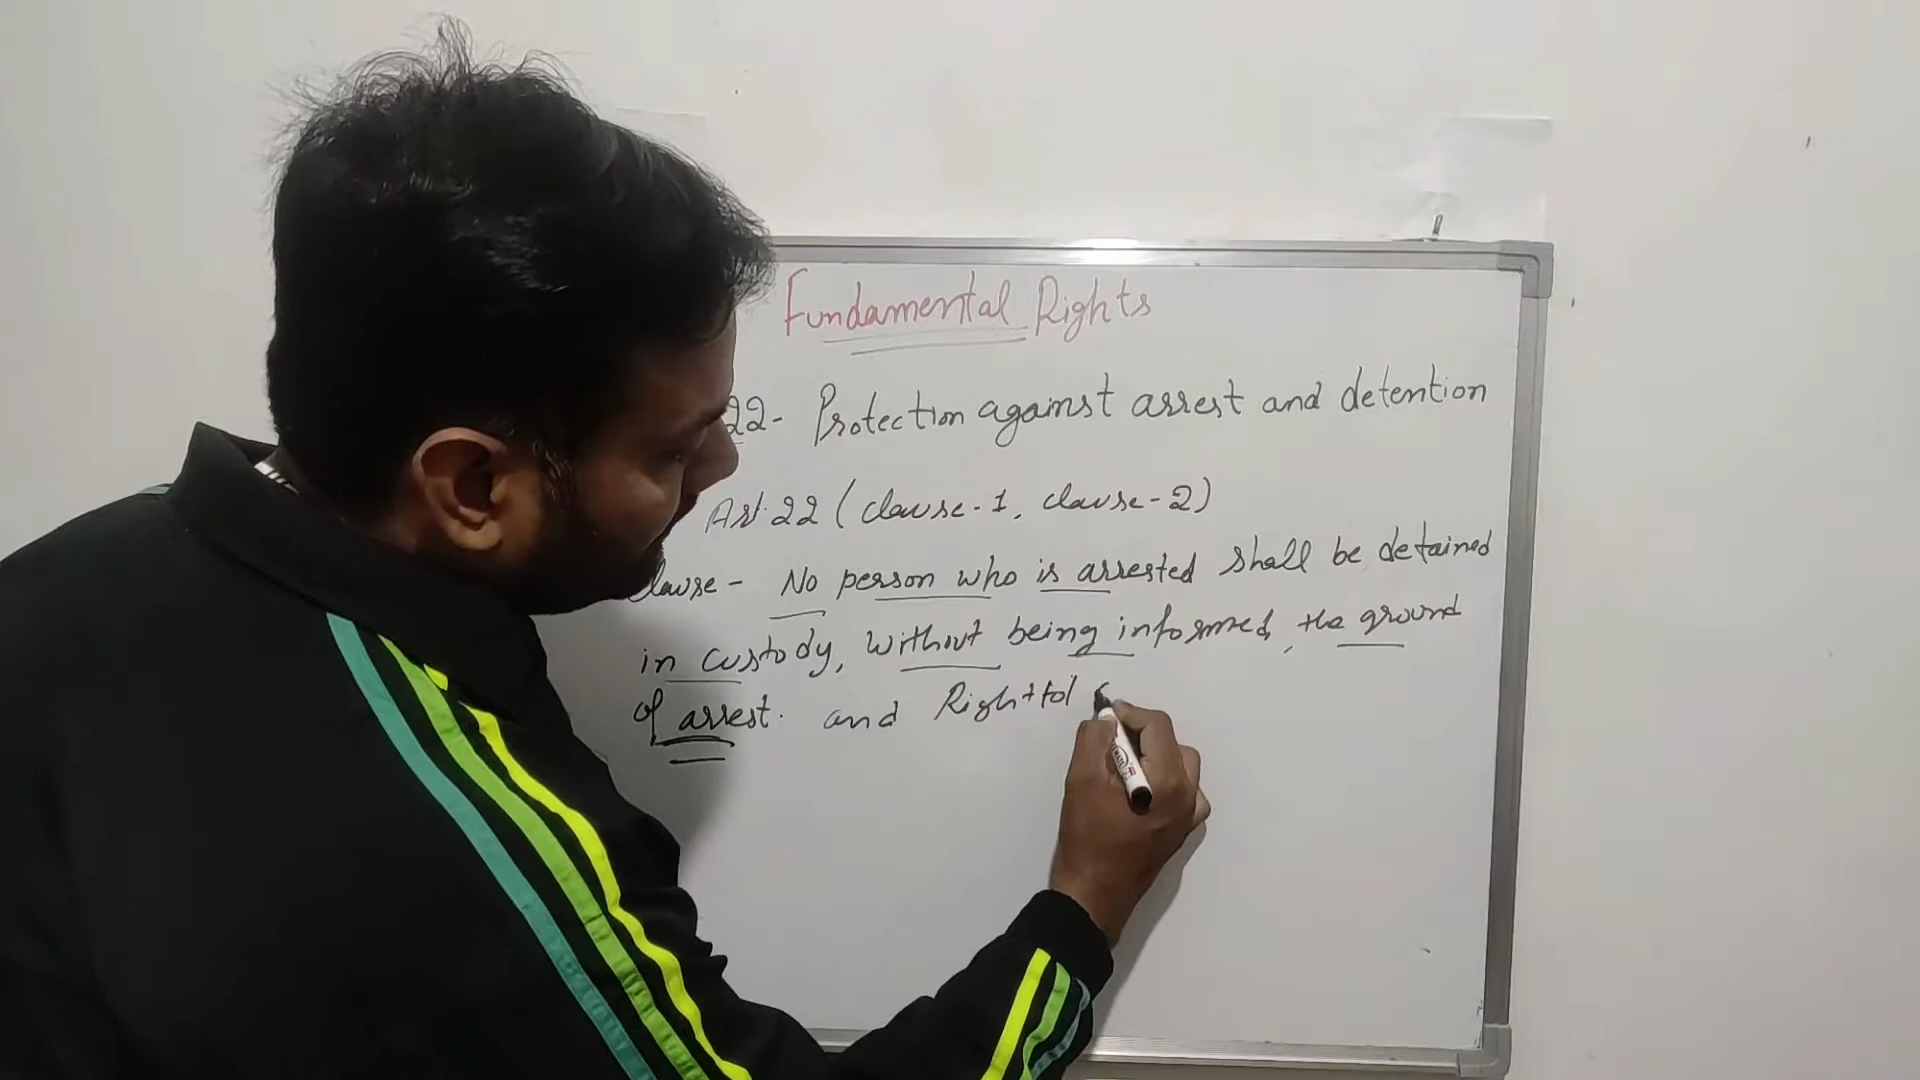 Fundamental Rights
22- Protection against arrest and detention
Art. 22 (Clause-1, Clause-2)
Clause - No person who is arrested shall be detained
in custody, without being informed, the ground
of arrest. and Right to